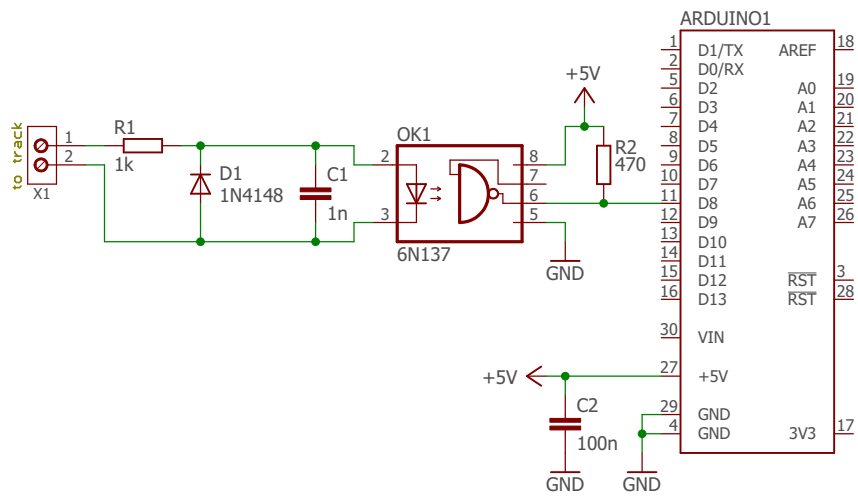 ARDUINO1
1 D1/TX AREF 18
2 D0/RX
5 D2 A0 19
6 D3 A1 20
7 D4 A2 21
8 D5 A3 22
9 D6 A4 23
10 D7 A5 24
11 D8 A6 25
12 D9 A7 26
13 D10
14 D11
15 D12 RST 3
16 D13 RST 28
30 VIN
27 +5V
29 GND
4 GND 3V3 17
to track
1
2
X1
R1
1k
D1
1N4148
C1
1n
OK1
2
3
8
7
6
5
6N137
+5V
R2
470
GND
+5V
C2
100n
GND
GND